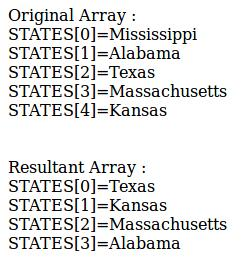 Original Array :
STATES[0]=Mississippi
STATES[1]=Alabama
STATES[2]=Texas
STATES[3]=Massachusetts
STATES[4]=Kansas
Resultant Array :
STATES[0]=Texas
STATES[1]=Kansas
STATES[2]=Massachusetts
STATES[3]=Alabama